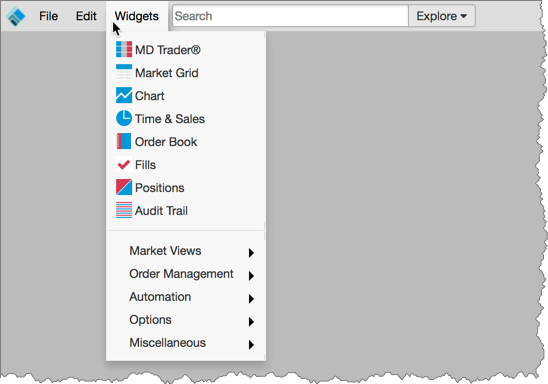 File Edit Widgets Search Explore
MD Trader®
Market Grid
Chart
Time & Sales
Order Book
Fills
Positions
Audit Trail
Market Views
Order Management
Automation
Options
Miscellaneous